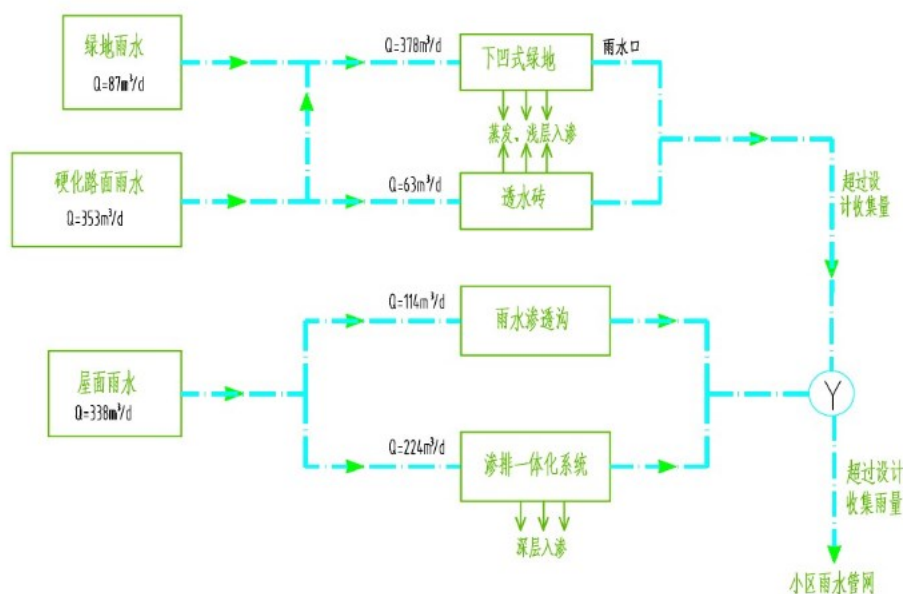 绿地雨水
Q=87m³/d
Q=378m³/d
下凹式绿地
雨水口
蒸发、浅层入渗
硬化路面雨水
Q=353m³/d
Q=63m³/d
透水砖
超过设
计收集量
Q=114m³/d
雨水渗透沟
屋面雨水
Q=338m³/d
Y
Q=224m³/d
渗排一体化系统
超过设计
收集雨量
深层入渗
小区雨水管网